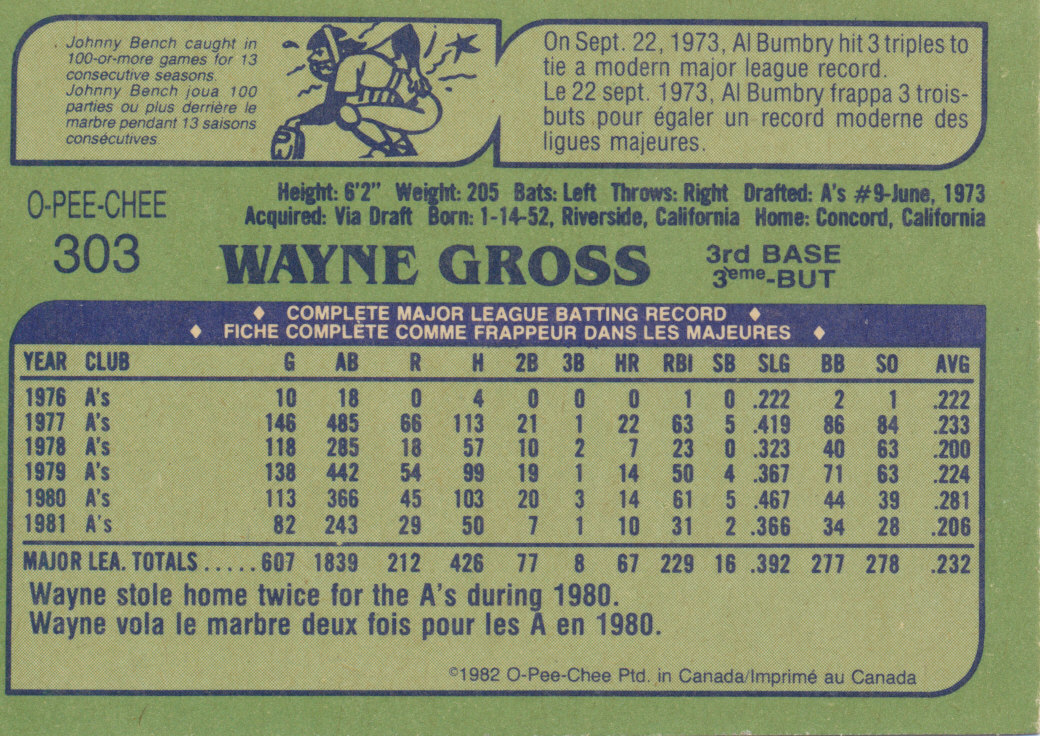 Johnny Bench caught in
100-or-more games for 13
consecutive seasons.
Johnny Bench joua 100
parties ou plus derrière le
marbre pendant 13 saisons
consécutives.
On Sept. 22, 1973, Al Bumbry hit 3 triples to
tie a modern major league record.
Le 22 sept. 1973, Al Bumbry frappa 3 trois-
buts pour égaler un record moderne des
ligues majeures.
O-PEE-CHEE
303
Height: 6'2" Weight: 205 Bats: Left Throws: Right Drafted: A's #9-June, 1973
Acquired: Via Draft Born: 1-14-52, Riverside, California Home: Concord, California
WAYNE GROSS
3rd BASE
3eme-BUT
♦ COMPLETE MAJOR LEAGUE BATTING RECORD ♦
♦ FICHE COMPLÈTE COMME FRAPPEUR DANS LES MAJEURES ♦
YEAR CLUB G AB R H 2B 3B HR RBI SB SLG BB SO AVG
1976 A's 10 18 0 4 0 0 0 1 0 .222 2 1 .222
1977 A's 146 485 66 113 21 1 22 63 5 .419 86 84 .233
1978 A's 118 285 18 57 10 2 7 23 0 .323 40 63 .200
1979 A's 138 442 54 99 19 1 14 50 4 .367 71 63 .224
1980 A's 113 366 45 103 20 3 14 61 5 .467 44 39 .281
1981 A's 82 243 29 50 7 1 10 31 2 .366 34 28 .206
MAJOR LEA. TOTALS ..... 607 1839 212 426 77 8 67 229 16 .392 277 278 .232
Wayne stole home twice for the A's during 1980.
Wayne vola le marbre deux fois pour les A en 1980.
©1982 O-Pee-Chee Ptd. in Canada/Imprimé au Canada